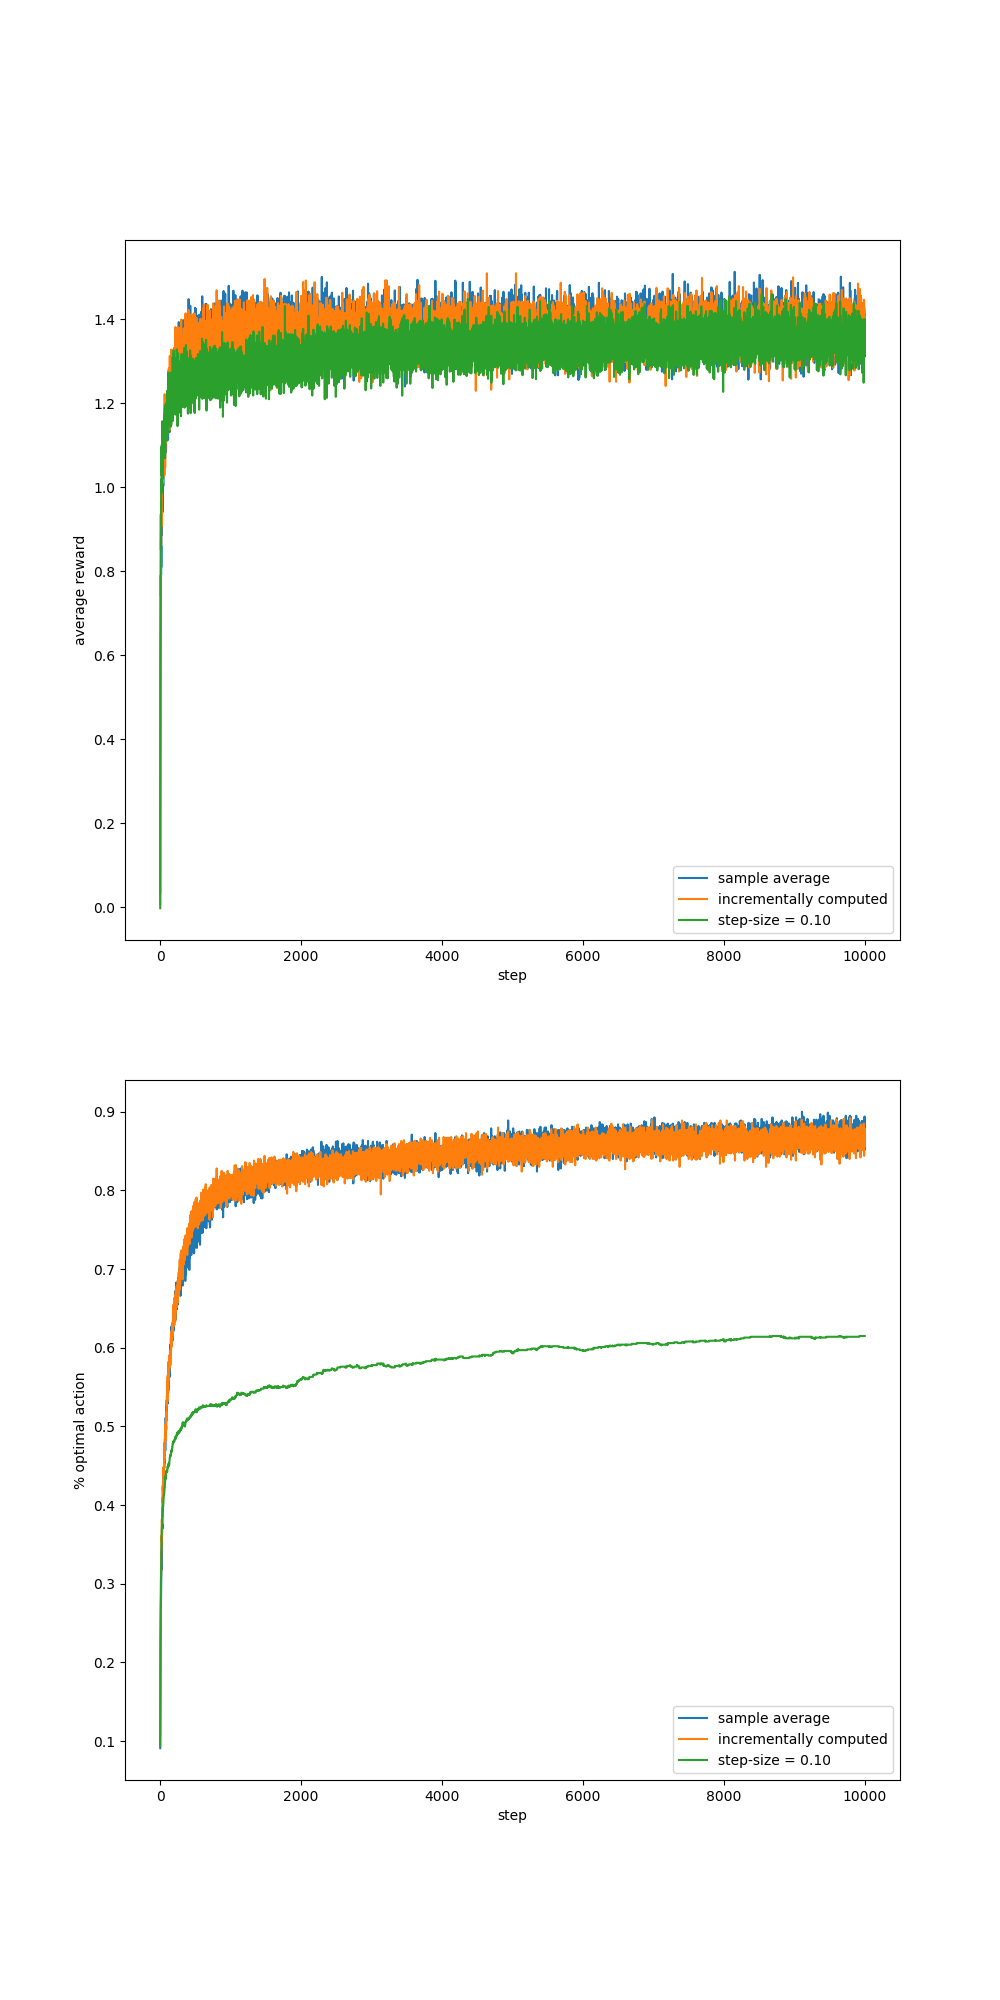 1.4
1.2
1.0
0.8
0.6
0.4
0.2
0.0
average reward
sample average
incrementally computed
step-size = 0.10
0 2000 4000 6000 8000 10000
step
0.9
0.8
0.7
0.6
0.5
0.4
0.3
0.2
0.1
% optimal action
sample average
incrementally computed
step-size = 0.10
0 2000 4000 6000 8000 10000
step